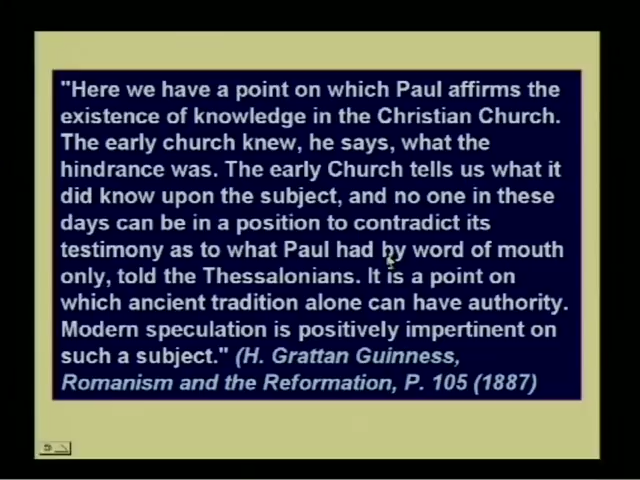 "Here we have a point on which Paul affirms the
existence of knowledge in the Christian Church.
The early church knew, he says, what the
hindrance was. The early Church tells us what it
did know upon the subject, and no one in these
days can be in a position to contradict its
testimony as to what Paul had by word of mouth
only, told the Thessalonians. It is a point on
which ancient tradition alone can have authority.
Modern speculation is positively impertinent on
such a subject." (H. Grattan Guinness,
Romanism and the Reformation, P. 105 (1887)